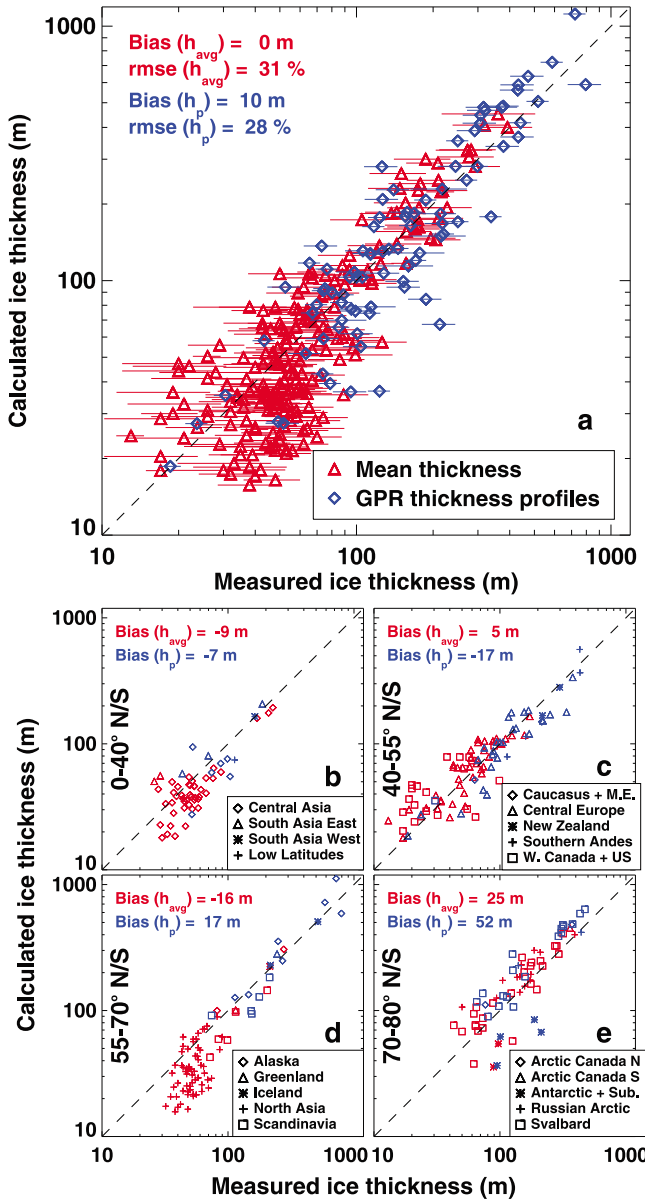 1000
Bias (h_avg) = 0 m
rmse (h_avg) = 31 %
Bias (h_p) = 10 m
rmse (h_p) = 28 %
Calculated ice thickness (m)
100
a
Mean thickness
GPR thickness profiles
10
10 100 1000
Measured ice thickness (m)
1000
Bias (h_avg) = -9 m
Bias (h_p) = -7 m
0-40° N/S
100
b
Central Asia
South Asia East
South Asia West
Low Latitudes
10
Bias (h_avg) = 5 m
Bias (h_p) = -17 m
40-55° N/S
c
Caucasus + M.E.
Central Europe
New Zealand
Southern Andes
W. Canada + US
Calculated ice thickness (m)
1000
Bias (h_avg) = -16 m
Bias (h_p) = 17 m
55-70° N/S
100
d
Alaska
Greenland
Iceland
North Asia
Scandinavia
10
10 100 1000
Bias (h_avg) = 25 m
Bias (h_p) = 52 m
70-80° N/S
e
Arctic Canada N
Arctic Canada S
Antarctic + Sub.
Russian Arctic
Svalbard
10 100 1000
Measured ice thickness (m)